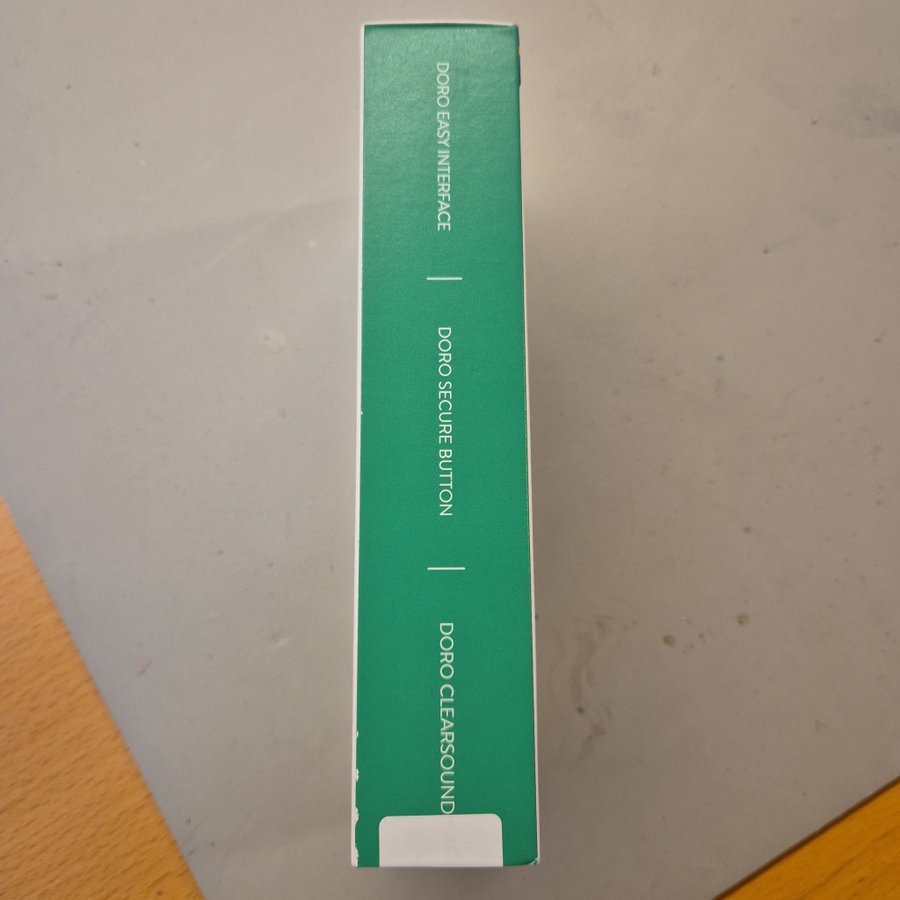 DORO EASY INTERFACE
DORO SECURE BUTTON
DORO CLEARSOUND